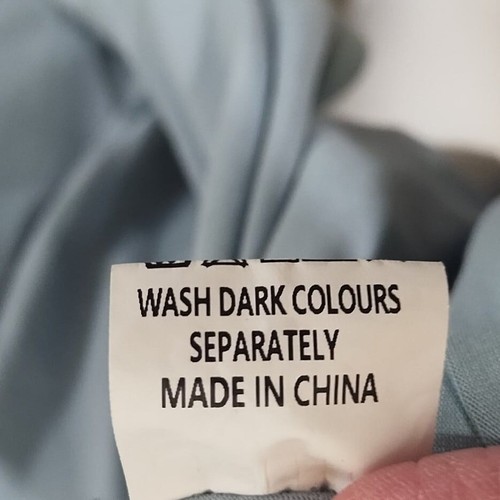 WASH DARK COLOURS
SEPARATELY
MADE IN CHINA